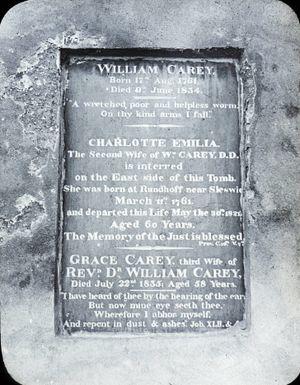 WILLIAM CAREY,
Born 17th Aug. 1761.
Died 9th June 1834.
"A wretched, poor and helpless worm,
On thy kind arms I fall."
CHARLOTTE EMILIA.
The Second Wife of Wm. CAREY, D.D.
is interred
on the East side of this Tomb.
She was born at Rundhoff near Sleswic
March 11th 1761.
and departed this Life May the 30th 1821.
Aged 60 Years.
The Memory of the Just is blessed.
GRACE CAREY, third Wife of
REVD. DR. WILLIAM CAREY,
Died July 22nd 1835; Aged 58 Years.
"I have heard of thee by the hearing of the ear;
But now mine eye seeth thee.
Wherefore I abhor myself,
And repent in dust & ashes." Job. XLII. &